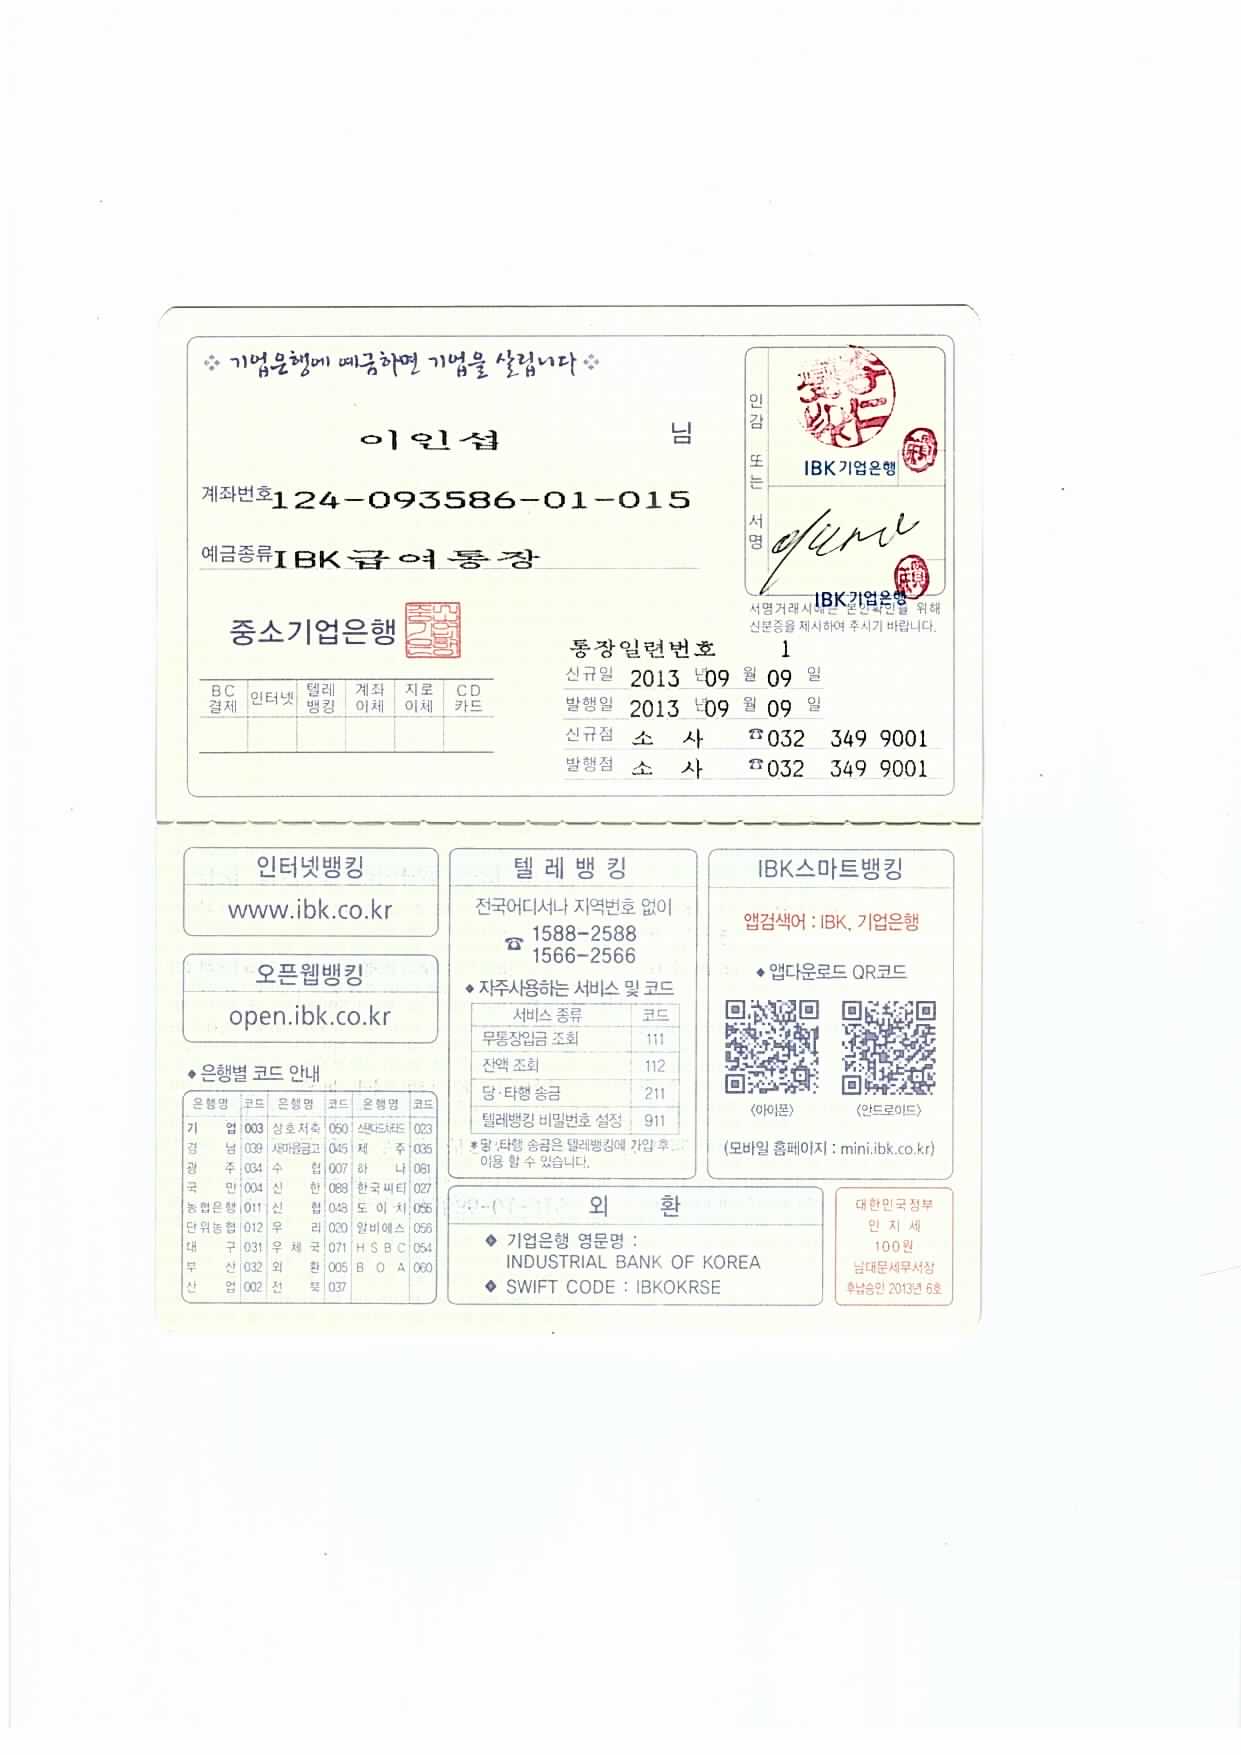 기업은행에 예금하면 기업을 살립니다
이인섭 님
계좌번호 124-093586-01-015
예금종류 IBK급여통장
중소기업은행
인감 또는 서명
IBK기업은행
IBK기업은행
서명거래시에는 본인확인을 위해
신분증을 제시하여 주시기 바랍니다.
통장일련번호 1
신규일 2013 년 09 월 09 일
발행일 2013 년 09 월 09 일
신규점 소 사 ☎032 349 9001
발행점 소 사 ☎032 349 9001
BC결제 인터넷 텔레뱅킹 계좌이체 지로이체 CD카드
인터넷뱅킹
www.ibk.co.kr
오픈웹뱅킹
open.ibk.co.kr
◆ 은행별 코드 안내
은행명 코드 은행명 코드 은행명 코드
기 업 003 상호저축 050 스탠다드차타드 023
경 남 039 새마을금고 045 제 주 035
광 주 034 수 협 007 하 나 081
국 민 004 신 한 088 한국씨티 027
농협은행 011 신 협 048 도이치 055
단위농협 012 우 리 020 알비에스 056
대 구 031 우체국 071 HSBC 054
부 산 032 외 환 005 BOA 060
산 업 002 전 북 037
텔레뱅킹
전국어디서나 지역번호 없이
☎ 1588-2588
1566-2566
◆ 자주사용하는 서비스 및 코드
서비스 종류 코드
무통장입금 조회 111
잔액 조회 112
당·타행 송금 211
텔레뱅킹 비밀번호 설정 911
*당·타행 송금은 텔레뱅킹에 가입 후
이용 할 수 있습니다.
IBK스마트뱅킹
앱검색어 : IBK, 기업은행
◆ 앱다운로드 QR코드
〈아이폰〉 〈안드로이드〉
(모바일 홈페이지 : mini.ibk.co.kr)
외 환
◆ 기업은행 영문명 :
INDUSTRIAL BANK OF KOREA
◆ SWIFT CODE : IBKOKRSE
대한민국정부
인 지 세
100원
남대문세무서장
후납승인 2013년 6호